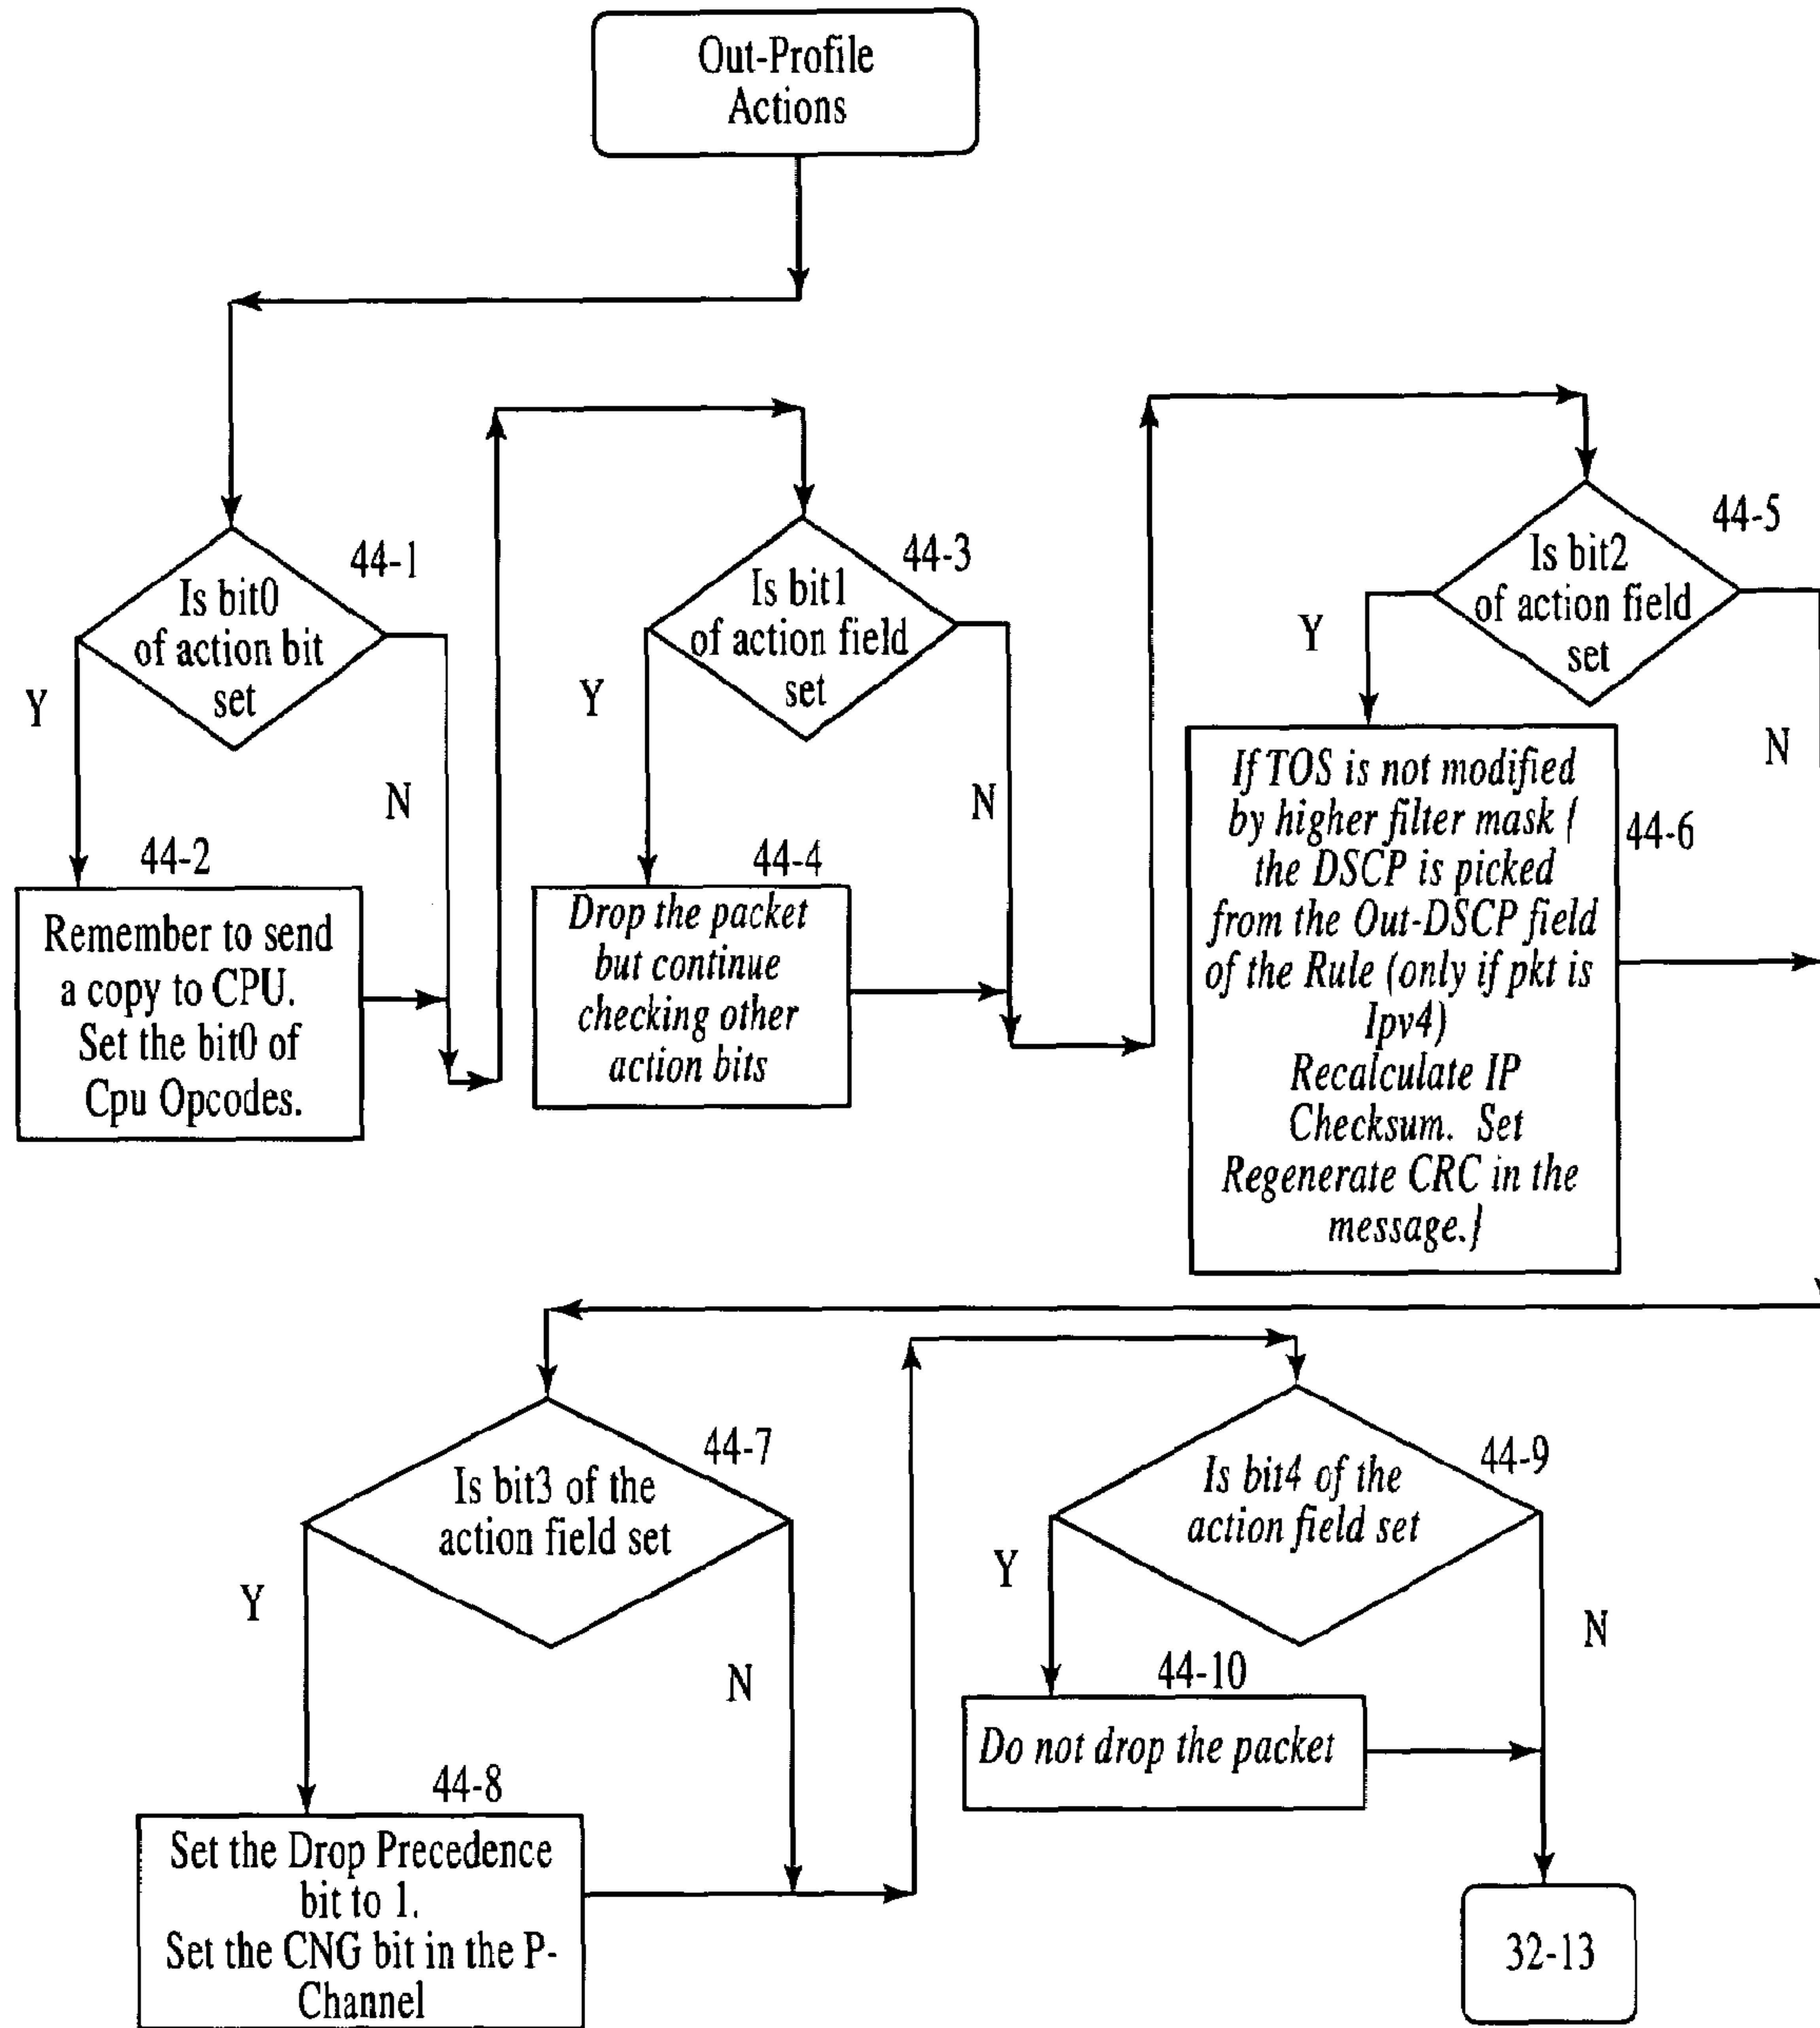 Out-Profile
Actions
44-1
Is bit0
of action bit
set
Y
N
44-2
Remember to send
a copy to CPU.
Set the bit0 of
Cpu Opcodes.
44-3
Is bit1
of action field
set
Y
N
44-4
Drop the packet
but continue
checking other
action bits
44-5
Is bit2
of action field
set
Y
N
44-6
If TOS is not modified
by higher filter mask [
the DSCP is picked
from the Out-DSCP field
of the Rule (only if pkt is
Ipv4)
Recalculate IP
Checksum. Set
Regenerate CRC in the
message.]
44-7
Is bit3 of the
action field set
Y
N
44-8
Set the Drop Precedence
bit to 1.
Set the CNG bit in the P-
Channel
44-9
Is bit4 of the
action field set
Y
N
44-10
Do not drop the packet
32-13